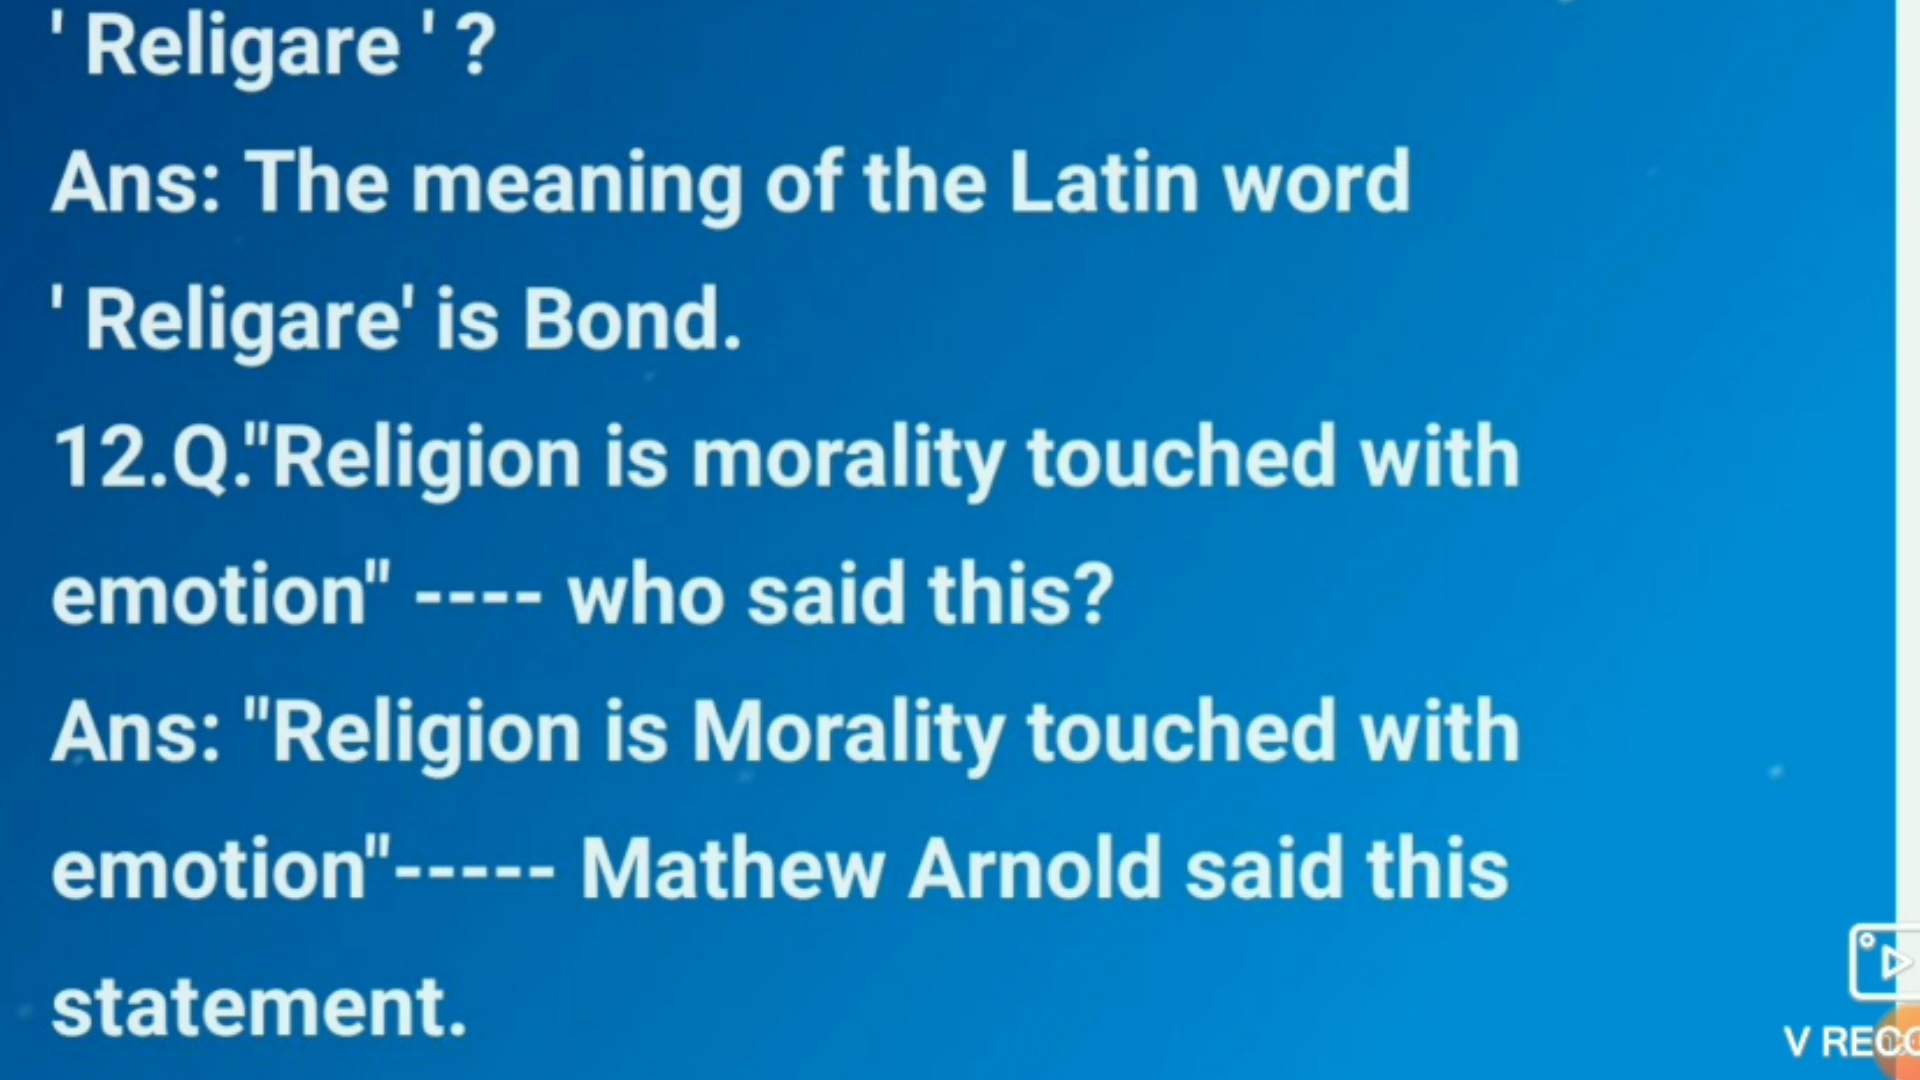 ' Religare ' ?
Ans: The meaning of the Latin word
' Religare' is Bond.
12.Q."Religion is morality touched with
emotion" ---- who said this?
Ans: "Religion is Morality touched with
emotion"----- Mathew Arnold said this
statement.
V RECO